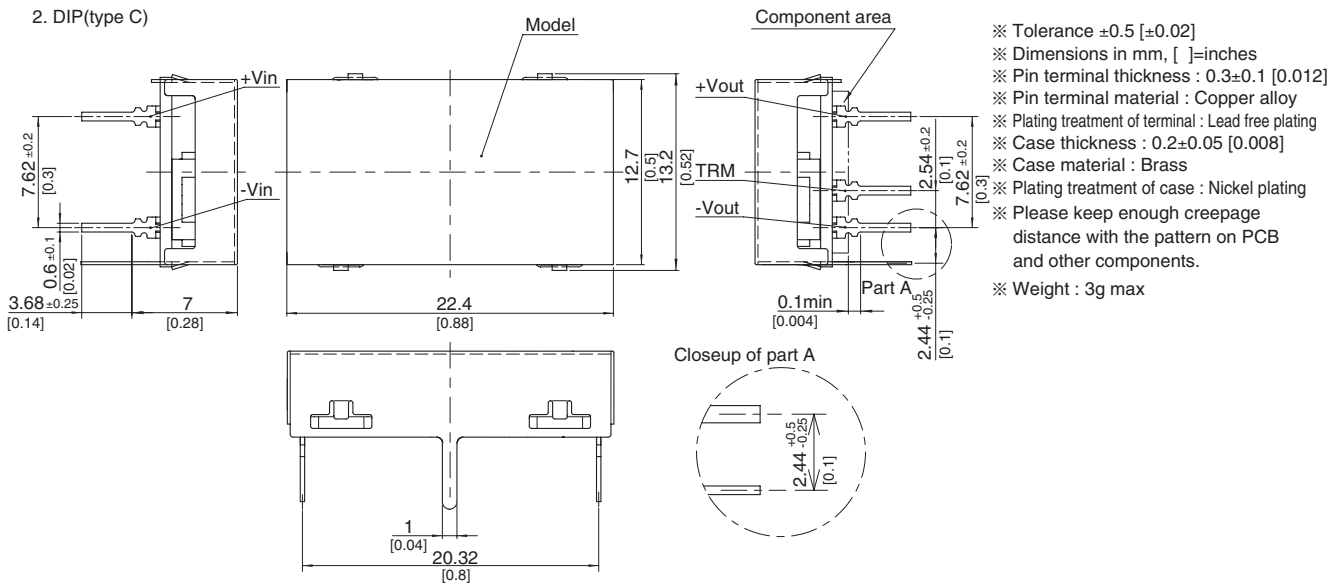 2. DIP(type C)
Model
Component area
+Vin
-Vin
7.62 ±0.2
[0.3]
0.6 ±0.1
[0.02]
3.68 ±0.25
[0.14]
7
[0.28]
12.7
[0.5]
13.2
[0.52]
22.4
[0.88]
+Vout
TRM
-Vout
2.54 ±0.2
[0.1]
7.62 ±0.2
[0.3]
Part A
0.1min
[0.004]
2.44 +0.5 -0.25
[0.1]
※ Tolerance ±0.5 [±0.02]
※ Dimensions in mm, [ ]=inches
※ Pin terminal thickness : 0.3±0.1 [0.012]
※ Pin terminal material : Copper alloy
※ Plating treatment of terminal : Lead free plating
※ Case thickness : 0.2±0.05 [0.008]
※ Case material : Brass
※ Plating treatment of case : Nickel plating
※ Please keep enough creepage
distance with the pattern on PCB
and other components.
※ Weight : 3g max
1
[0.04]
20.32
[0.8]
Closeup of part A
2.44 +0.5 -0.25
[0.1]